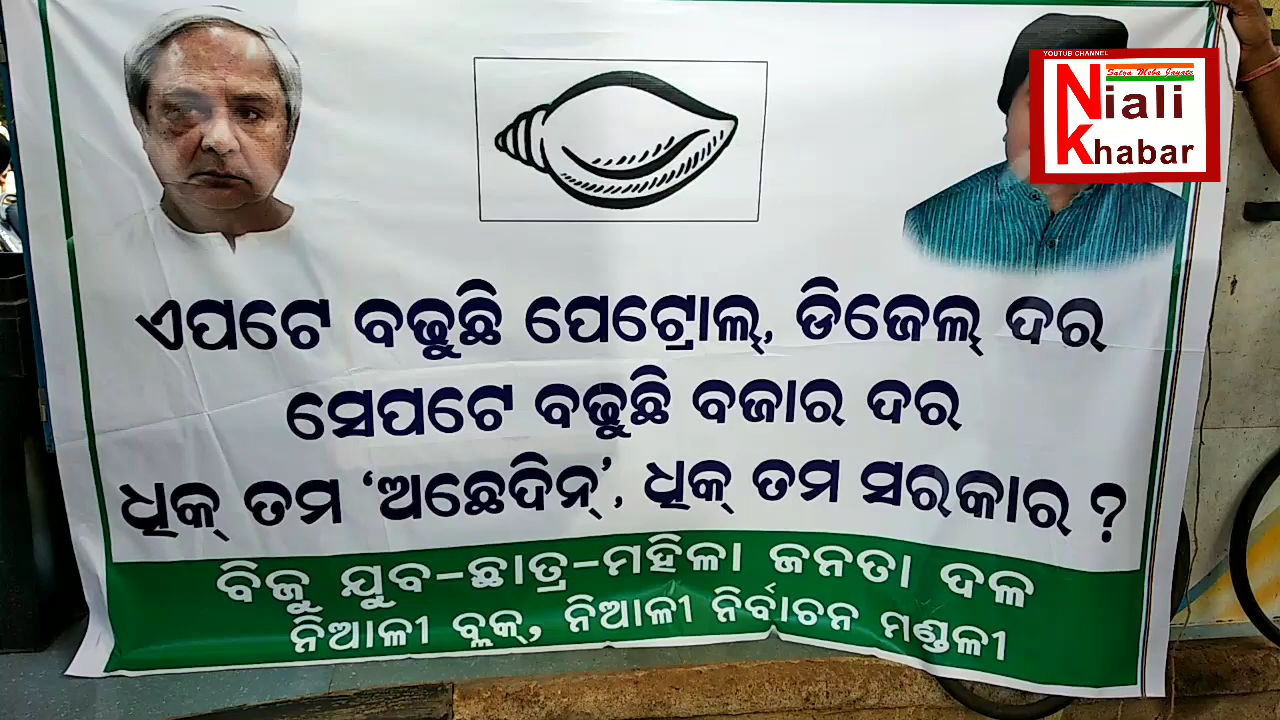 YOUTUB CHANNEL
Satya Meba Jayate
Niali
Khabar
ଏପଟେ ବଢୁଛି ପେଟ୍ରୋଲ୍, ଡିଜେଲ୍ ଦର
ସେପଟେ ବଢୁଛି ବଜାର ଦର
ଧିକ୍ ତମ ‘ଅଛେଦିନ୍’, ଧିକ୍ ତମ ସରକାର ?
ବିଜୁ ଯୁବ-ଛାତ୍ର-ମହିଳା ଜନତା ଦଳ
ନିଆଳୀ ବ୍ଲକ୍, ନିଆଳୀ ନିର୍ବାଚନ ମଣ୍ଡଳୀ